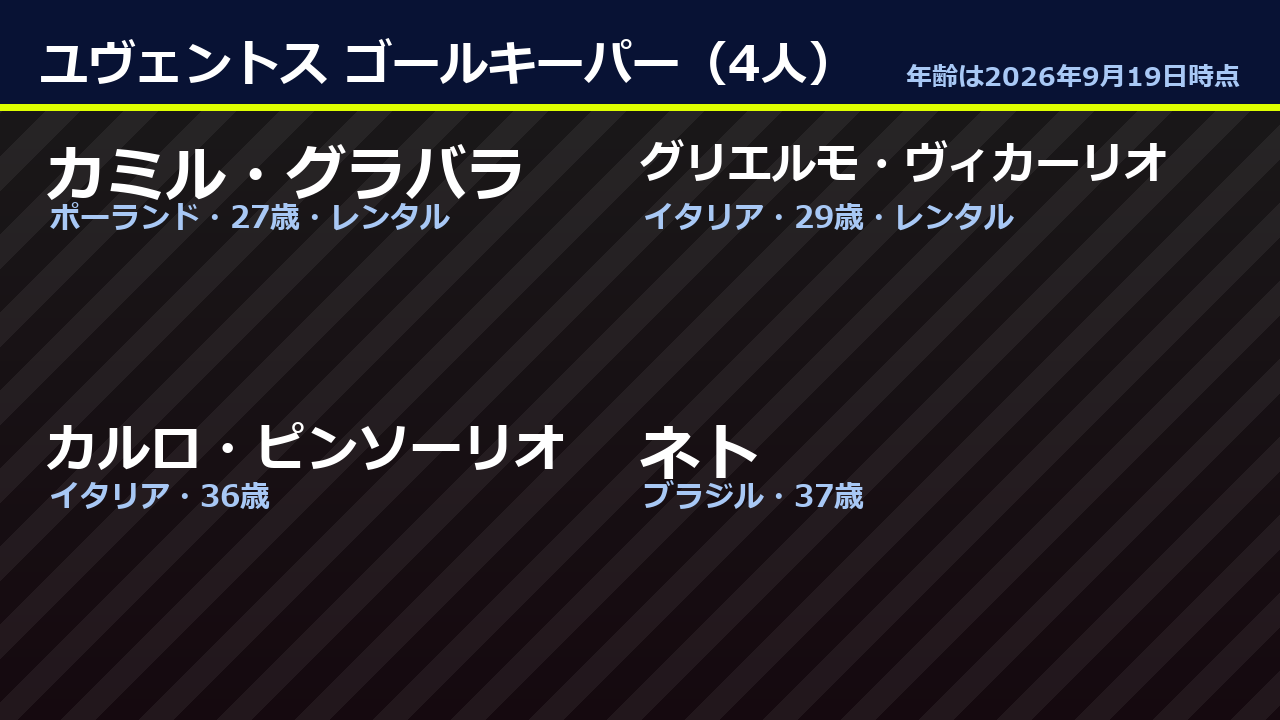 ユヴェントス ゴールキーパー（4人）
年齢は2026年9月19日時点
カミル・グラバラ
ポーランド・27歳・レンタル
グリエルモ・ヴィカーリオ
イタリア・29歳・レンタル
カルロ・ピンソーリオ
イタリア・36歳
ネト
ブラジル・37歳